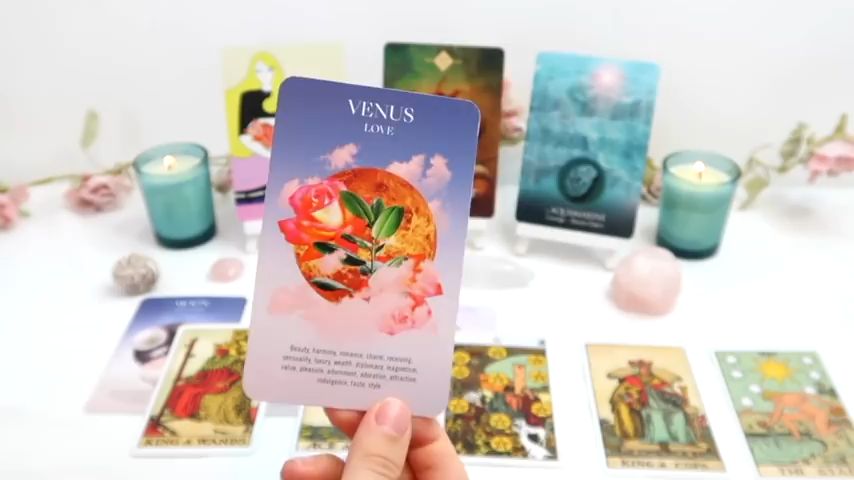 VENUS
LOVE
Beauty, harmony, romance, charm, receiving,
sensuality, luxury, wealth, diplomacy, magnetism,
value, pleasure, adornment, adoration, attraction,
indulgence, taste, style
AQUAMARINE
KING of WANDS
KING of CUPS
THE STAR